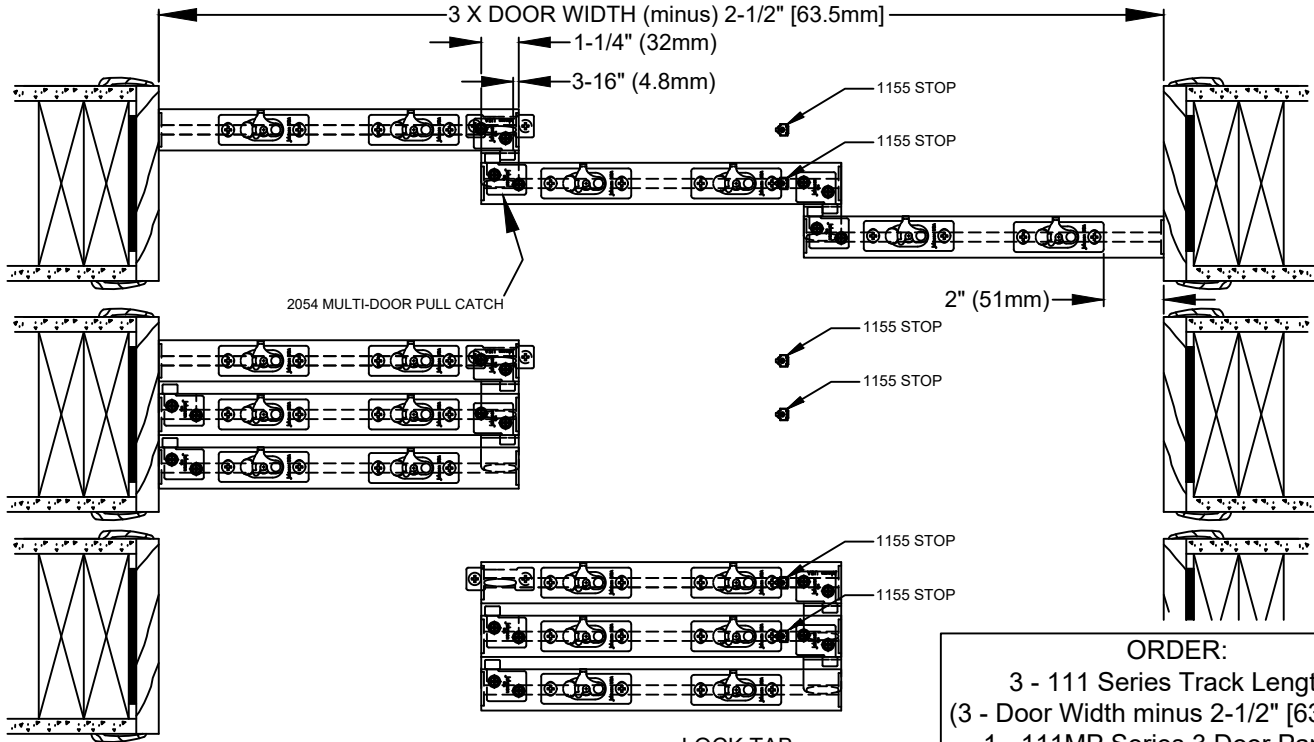 3 X DOOR WIDTH (minus) 2-1/2" [63.5mm]
1-1/4" (32mm)
3-16" (4.8mm)
1155 STOP
1155 STOP
2054 MULTI-DOOR PULL CATCH
2" (51mm)
1155 STOP
1155 STOP
1155 STOP
1155 STOP
ORDER:
3 - 111 Series Track Lengt
(3 - Door Width minus 2-1/2" [63